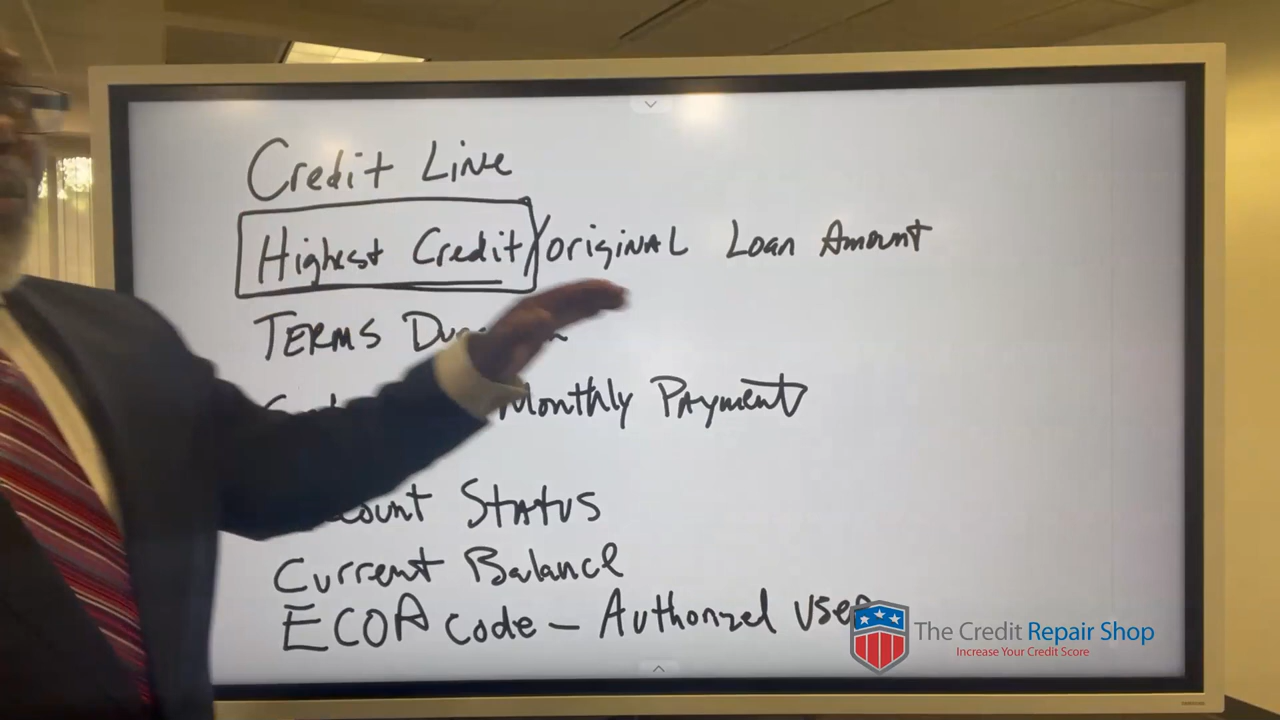 Credit Line
Highest Credit/Original Loan Amount
Terms
Monthly Payment
Status
Current Balance
ECOA Code – Authorized User
The Credit Repair Shop
Increase Your Credit Score
SAMSUNG